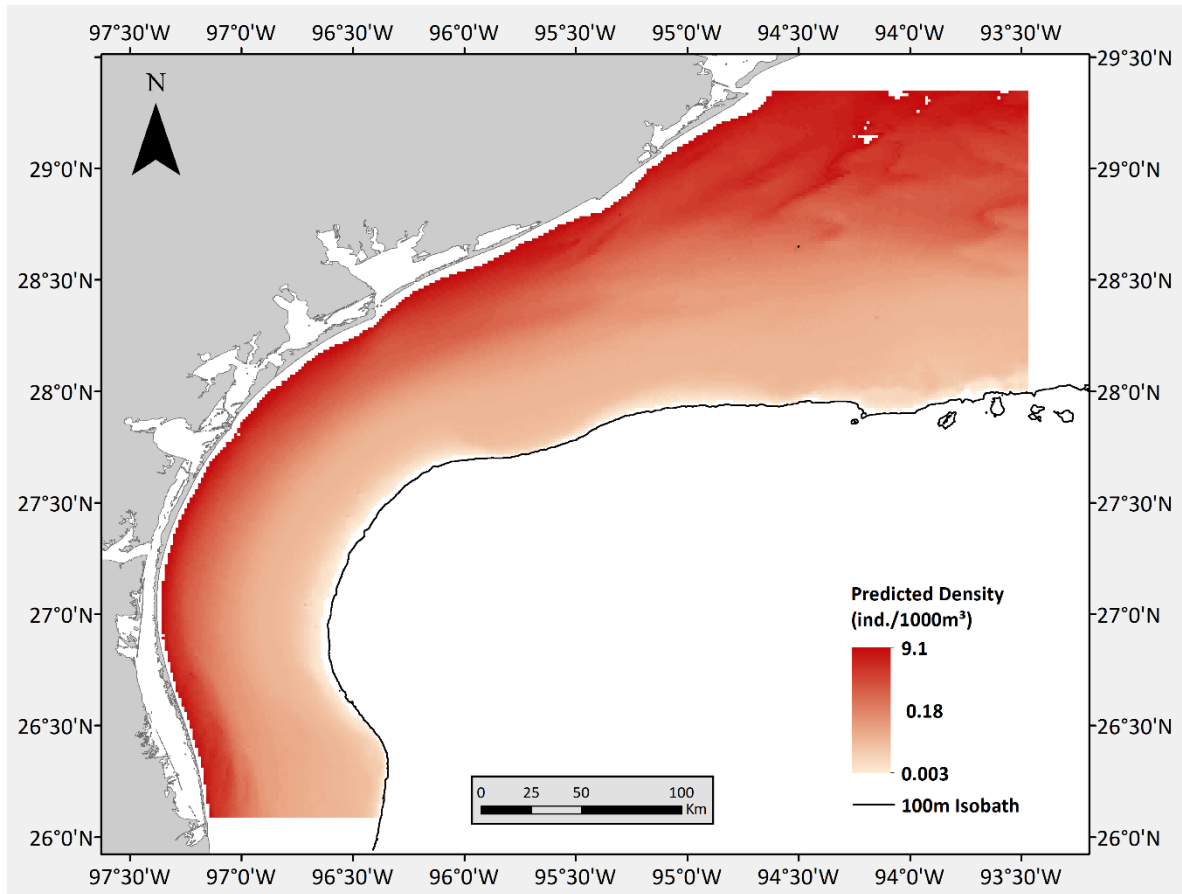 97°30'W 97°0'W 96°30'W 96°0'W 95°30'W 95°0'W 94°30'W 94°0'W 93°30'W
29°30'N 29°30'N
N
29°0'N 29°0'N
28°30'N 28°30'N
28°0'N 28°0'N
27°30'N 27°30'N
Predicted Density
27°0'N (ind./1000m³) 27°0'N
9.1
26°30'N 0.18 26°30'N
0.003
0 25 50 100
Km
100m Isobath
26°0'N 26°0'N
97°30'W 97°0'W 96°30'W 96°0'W 95°30'W 95°0'W 94°30'W 94°0'W 93°30'W